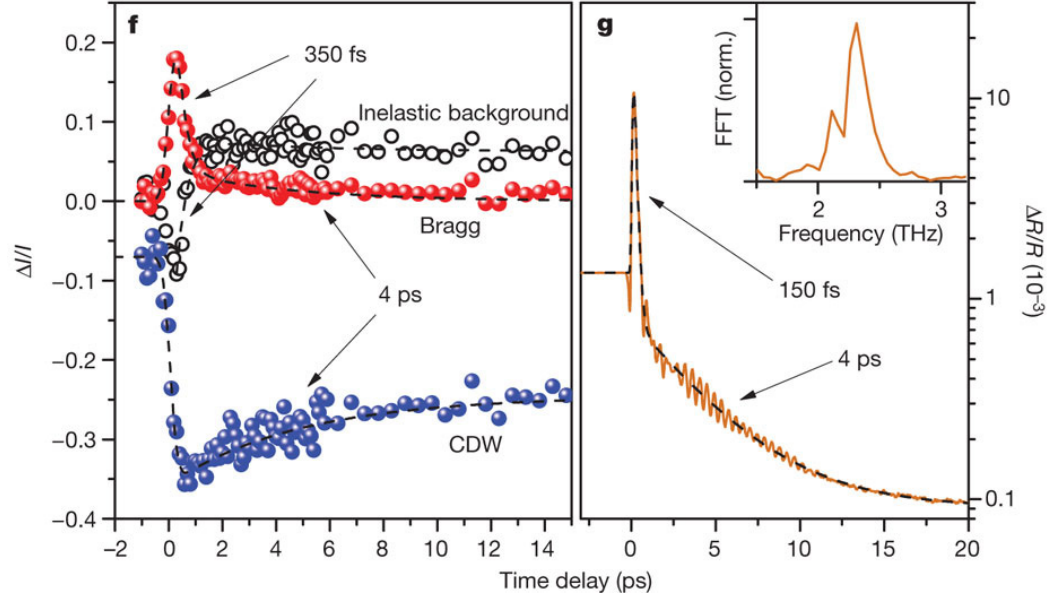 f
0.2
0.1
0.0
−0.1
−0.2
−0.3
−0.4
ΔI/I
350 fs
Inelastic background
Bragg
4 ps
CDW
−2 0 2 4 6 8 10 12 14
g
FFT (norm.)
2 3
Frequency (THz)
150 fs
4 ps
10
1
0.1
ΔR/R (10⁻³)
0 5 10 15 20
Time delay (ps)